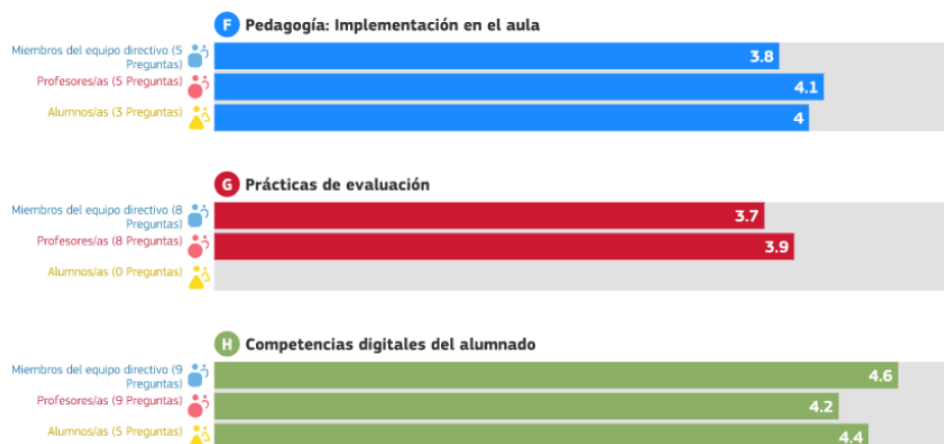 F Pedagogía: Implementación en el aula
Miembros del equipo directivo (5
Preguntas)
3.8
Profesores/as (5 Preguntas)
4.1
Alumnos/as (3 Preguntas)
4
G Prácticas de evaluación
Miembros del equipo directivo (8
Preguntas)
3.7
Profesores/as (8 Preguntas)
3.9
Alumnos/as (0 Preguntas)
H Competencias digitales del alumnado
Miembros del equipo directivo (9
Preguntas)
4.6
Profesores/as (9 Preguntas)
4.2
Alumnos/as (5 Preguntas)
4.4